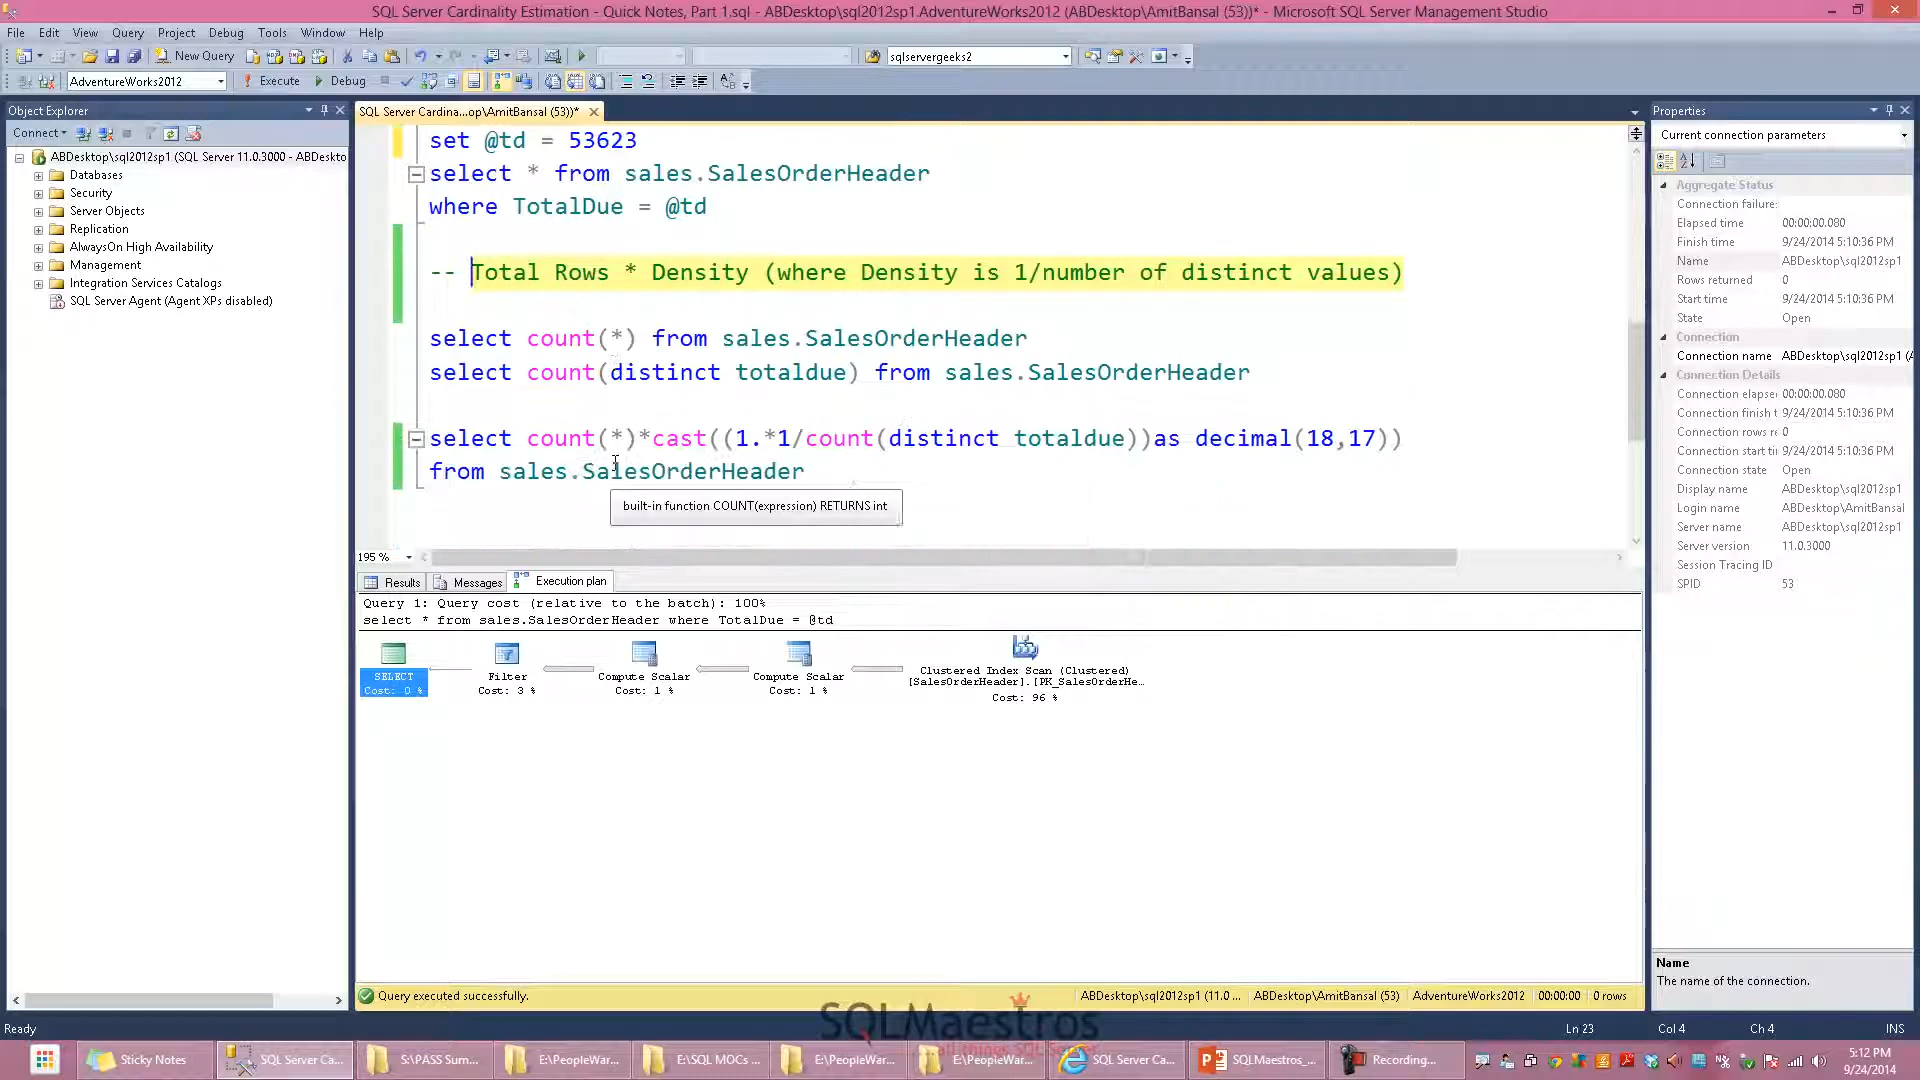 SQL Server Cardinality Estimation - Quick Notes, Part 1.sql - ABDesktop\sql2012sp1.AdventureWorks2012 (ABDesktop\AmitBansal (53))* - Microsoft SQL Server Management Studio
File Edit View Query Project Debug Tools Window Help
New Query sqlservergeeks2
AdventureWorks2012 Execute Debug
Object Explorer
Connect
ABDesktop\sql2012sp1 (SQL Server 11.0.3000 - ABDeskto
Databases
Security
Server Objects
Replication
AlwaysOn High Availability
Management
Integration Services Catalogs
SQL Server Agent (Agent XPs disabled)
SQL Server Cardina...op\AmitBansal (53))*
set @td = 53623
select * from sales.SalesOrderHeader
where TotalDue = @td
-- Total Rows * Density (where Density is 1/number of distinct values)
select count(*) from sales.SalesOrderHeader
select count(distinct totaldue) from sales.SalesOrderHeader
select count(*)*cast((1.*1/count(distinct totaldue))as decimal(18,17))
from sales.SalesOrderHeader
built-in function COUNT(expression) RETURNS int
195 %
Results Messages Execution plan
Query 1: Query cost (relative to the batch): 100%
select * from sales.SalesOrderHeader where TotalDue = @td
SELECT
Cost: 0 %
Filter
Cost: 3 %
Compute Scalar
Cost: 1 %
Compute Scalar
Cost: 1 %
Clustered Index Scan (Clustered)
[SalesOrderHeader].[PK_SalesOrderHe...
Cost: 96 %
Query executed successfully. ABDesktop\sql2012sp1 (11.0 ... ABDesktop\AmitBansal (53) AdventureWorks2012 00:00:00 0 rows
Properties
Current connection parameters
Aggregate Status
Connection failure:
Elapsed time 00:00:00.080
Finish time 9/24/2014 5:10:36 PM
Name ABDesktop\sql2012sp1
Rows returned 0
Start time 9/24/2014 5:10:36 PM
State Open
Connection
Connection name ABDesktop\sql2012sp1 (A
Connection Details
Connection elapse 00:00:00.080
Connection finish t 9/24/2014 5:10:36 PM
Connection rows re 0
Connection start ti 9/24/2014 5:10:36 PM
Connection state Open
Display name ABDesktop\sql2012sp1
Login name ABDesktop\AmitBansal
Server name ABDesktop\sql2012sp1
Server version 11.0.3000
Session Tracing ID
SPID 53
Name
The name of the connection.
SQLMaestros
all things SQL Server
Ready Ln 23 Col 4 Ch 4 INS
Sticky Notes SQL Server Ca... S:\PASS Sum... E:\PeopleWar... E:\SQL MOCs ... E:\PeopleWar... E:\PeopleWar... SQL Server Ca... SQLMaestros_... Recording...
5:12 PM
9/24/2014